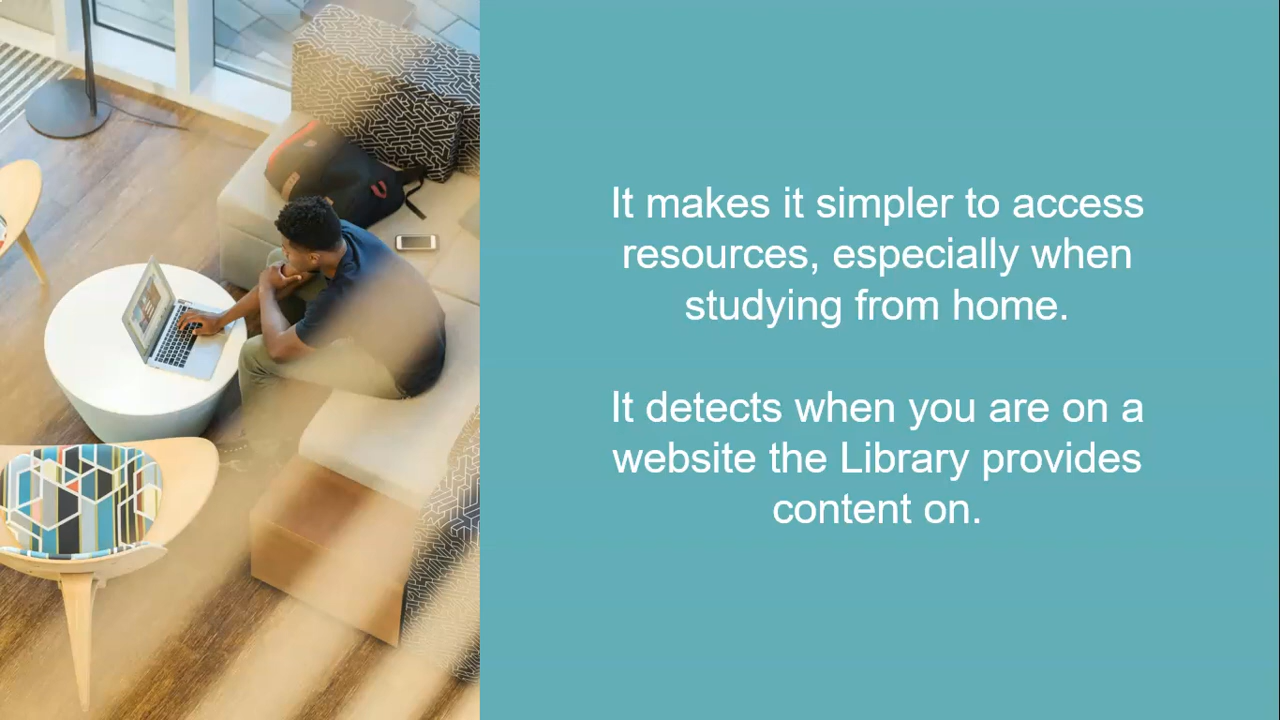 It makes it simpler to access
resources, especially when
studying from home.
It detects when you are on a
website the Library provides
content on.